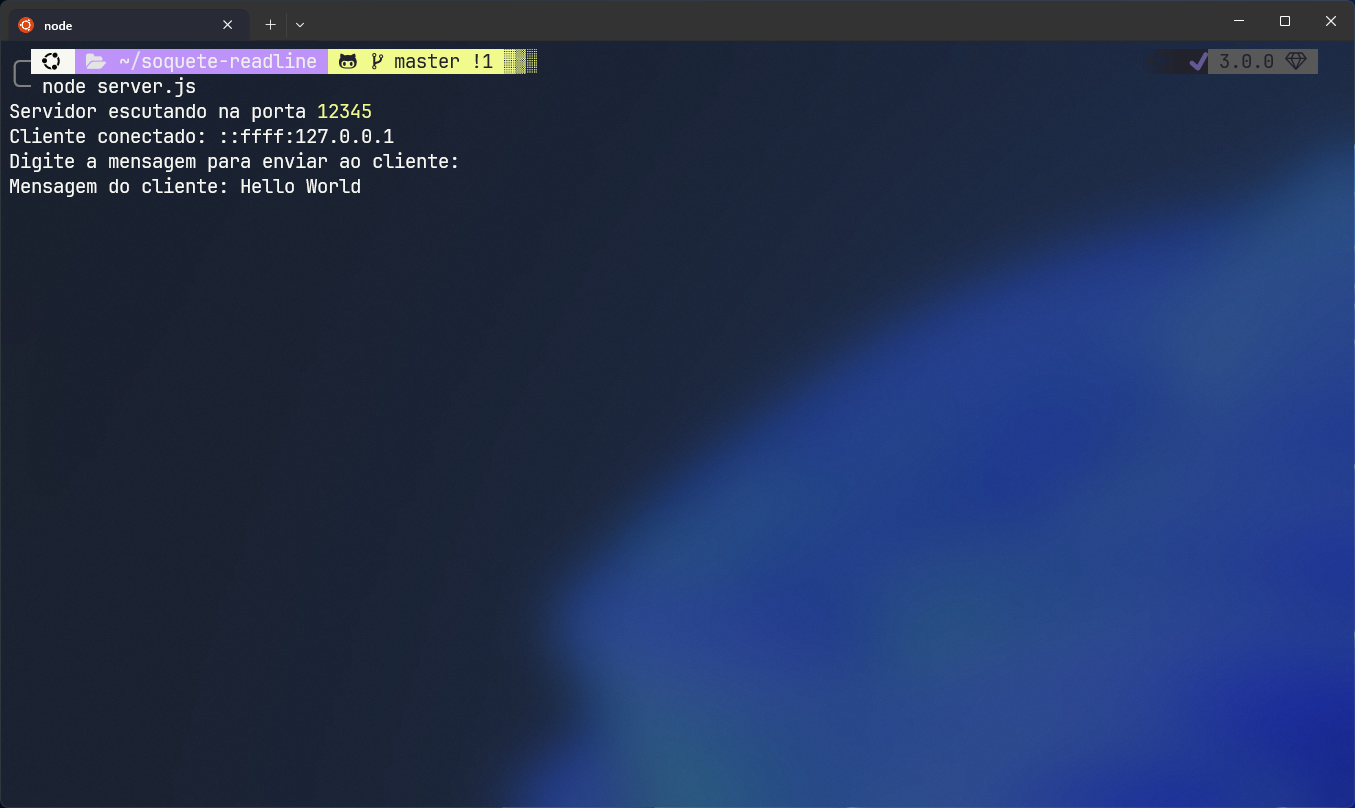 node
~/soquete-readline master !1 3.0.0
node server.js
Servidor escutando na porta 12345
Cliente conectado: ::ffff:127.0.0.1
Digite a mensagem para enviar ao cliente:
Mensagem do cliente: Hello World